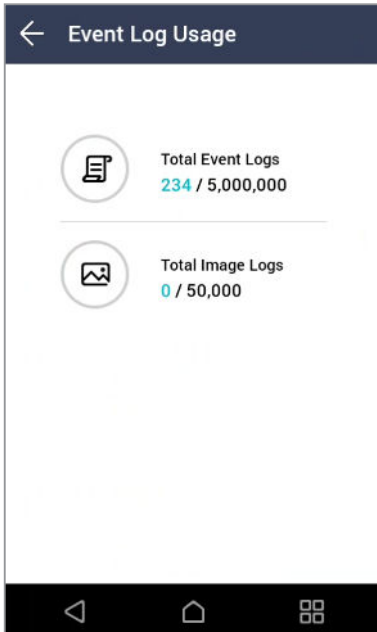 Event Log Usage
Total Event Logs
234 / 5,000,000
Total Image Logs
0 / 50,000